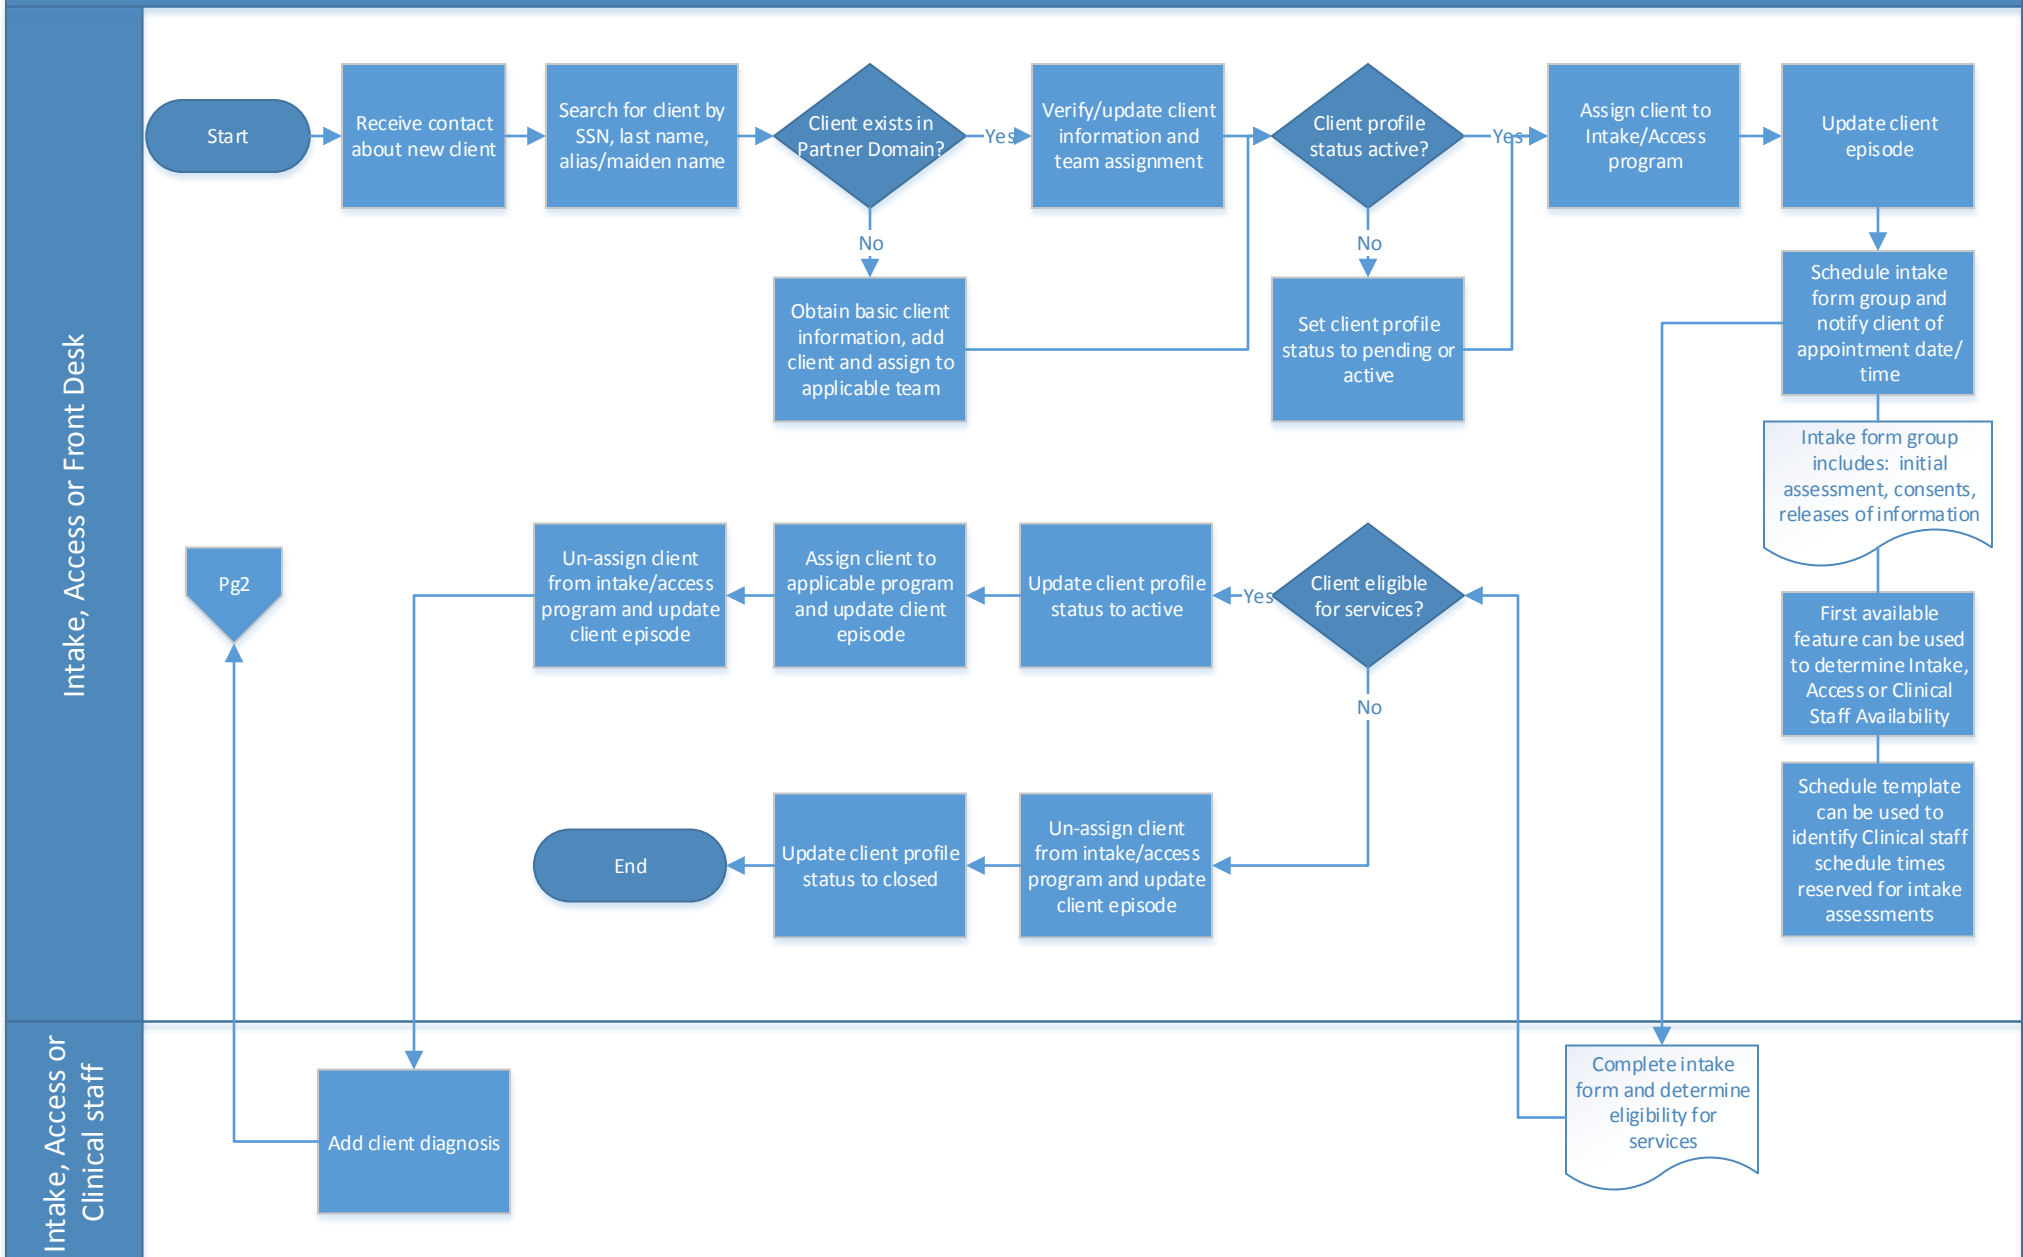 Intake, Access or Front Desk
Start
Receive contact
about new client
Search for client by
SSN, last name,
alias/maiden name
Client exists in
Partner Domain?
Yes
Verify/update client
information and
team assignment
Client profile
status active?
Yes
Assign client to
Intake/Access
program
Update client
episode
No
Obtain basic client
information, add
client and assign to
applicable team
No
Set client profile
status to pending or
active
Schedule intake
form group and
notify client of
appointment date/
time
Intake form group
includes: initial
assessment, consents,
releases of information
First available
feature can be used
to determine Intake,
Access or Clinical
Staff Availability
Schedule template
can be used to
identify Clinical staff
schedule times
reserved for intake
assessments
Pg2
Un-assign client
from intake/access
program and update
client episode
Assign client to
applicable program
and update client
episode
Update client profile
status to active
Yes
Client eligible
for services?
No
End
Update client profile
status to closed
Un-assign client
from intake/access
program and update
client episode
Intake, Access or
Clinical staff
Add client diagnosis
Complete intake
form and determine
eligibility for
services